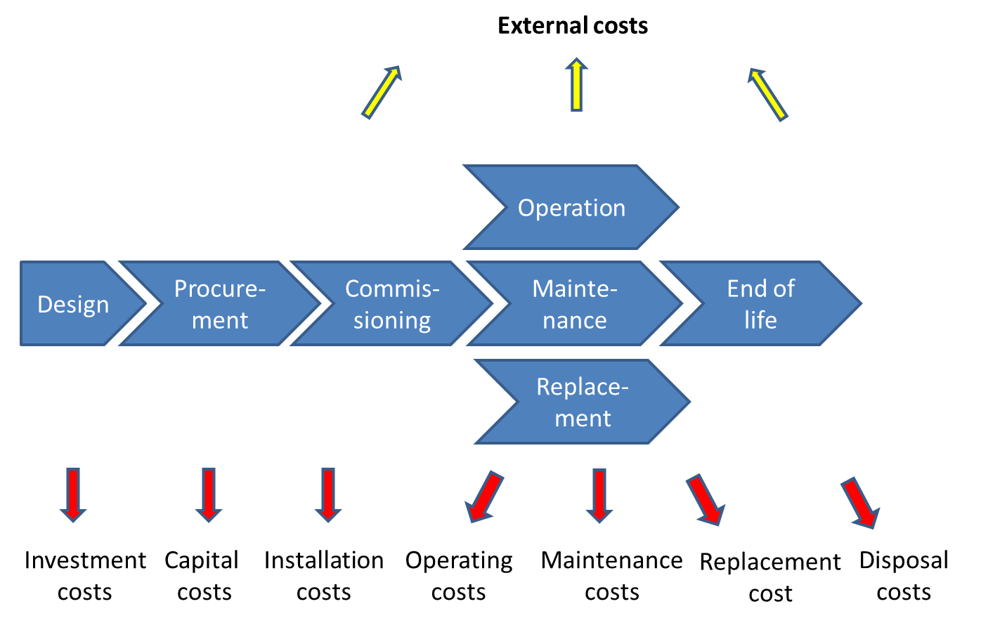 External costs
Operation
Design
Procure-
ment
Commis-
sioning
Mainte-
nance
End of
life
Replace-
ment
Investment
costs
Capital
costs
Installation
costs
Operating
costs
Maintenance
costs
Replacement
cost
Disposal
costs